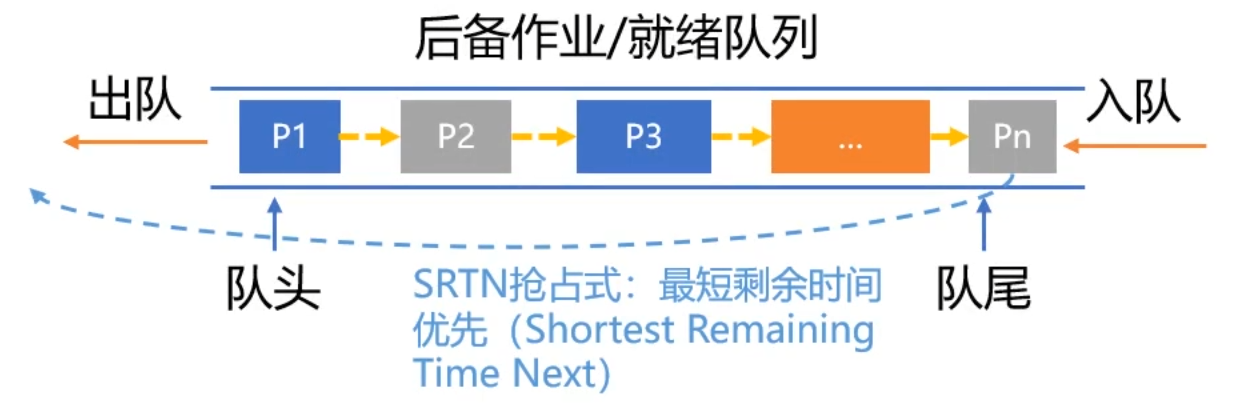 后备作业/就绪队列
出队
入队
P1
P2
P3
...
Pn
队头
队尾
SRTN抢占式：最短剩余时间
优先（Shortest Remaining
Time Next）